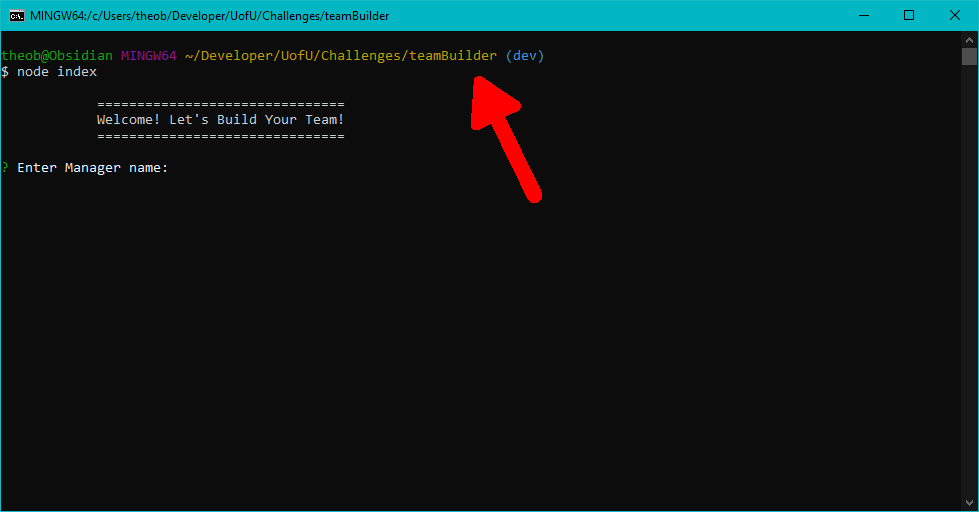 MINGW64:/c/Users/theob/Developer/UofU/Challenges/teamBuilder
theob@Obsidian MINGW64 ~/Developer/UofU/Challenges/teamBuilder (dev)
$ node index
===============================
Welcome! Let's Build Your Team!
===============================
? Enter Manager name: